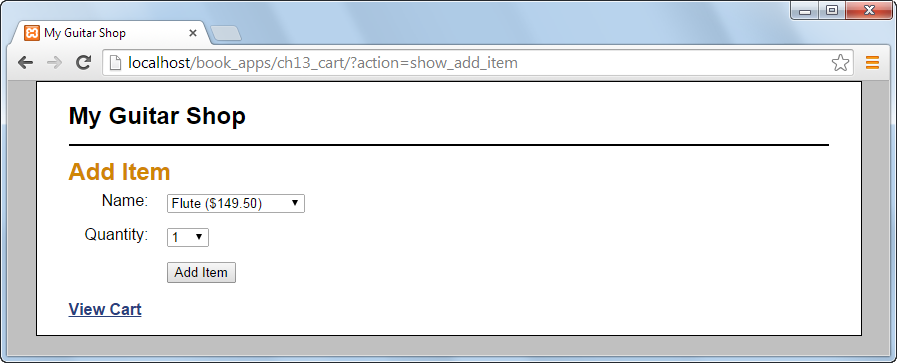 My Guitar Shop
localhost/book_apps/ch13_cart/?action=show_add_item
My Guitar Shop
Add Item
Name: Flute ($149.50)
Quantity: 1
Add Item
View Cart